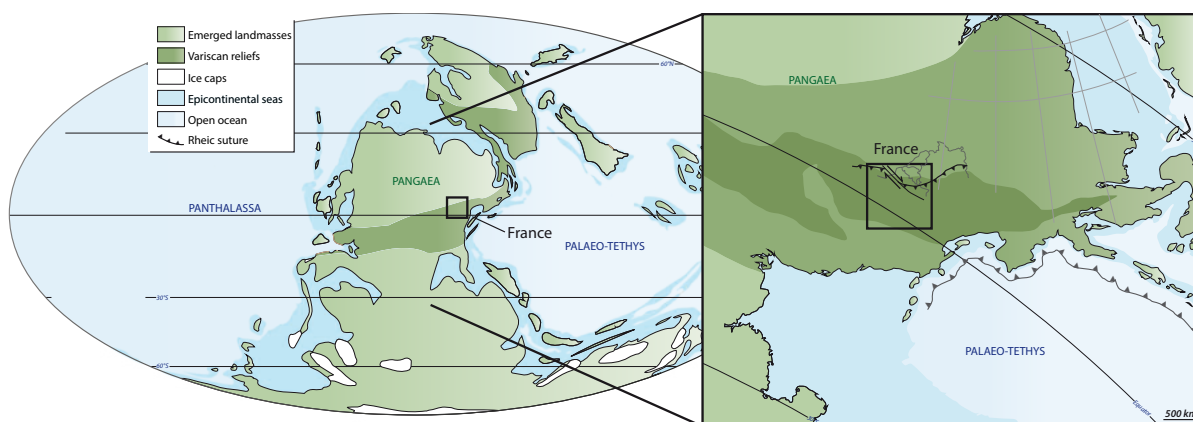 Emerged landmasses
Variscan reliefs
Ice caps
Epicontinental seas
Open ocean
Rheic suture
60°N
PANGAEA
PANTHALASSA
France
PALAEO-TETHYS
30°S
60°S
PANGAEA
France
PALAEO-TETHYS
Equator
500 km